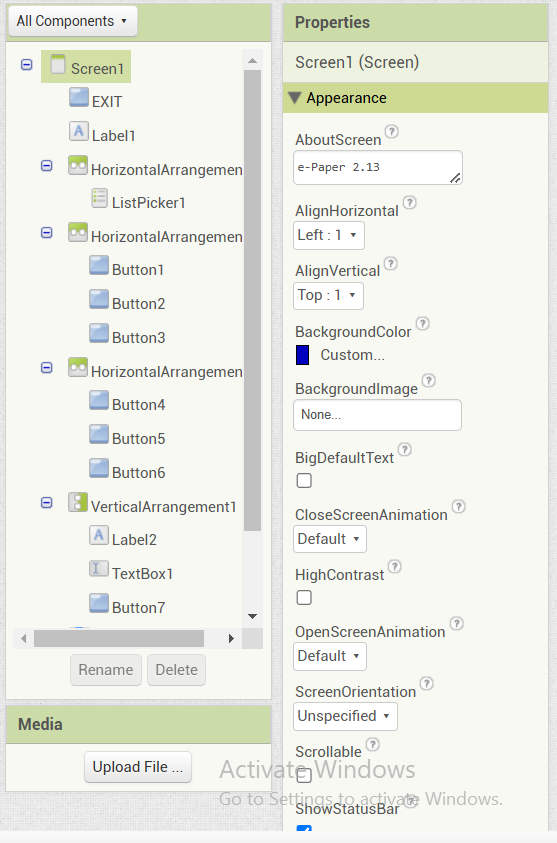 All Components
Screen1
EXIT
Label1
HorizontalArrangemen
ListPicker1
HorizontalArrangemen
Button1
Button2
Button3
HorizontalArrangemen
Button4
Button5
Button6
VerticalArrangement1
Label2
TextBox1
Button7
Rename Delete
Media
Upload File ...
Properties
Screen1 (Screen)
Appearance
AboutScreen ?
e-Paper 2.13
AlignHorizontal ?
Left : 1
AlignVertical ?
Top : 1
BackgroundColor ?
Custom...
BackgroundImage ?
None...
BigDefaultText ?
CloseScreenAnimation ?
Default
HighContrast ?
OpenScreenAnimation ?
Default
ScreenOrientation ?
Unspecified
Scrollable ?
ShowStatusBar ?
Activate Windows
Go to Settings to activate Windows.